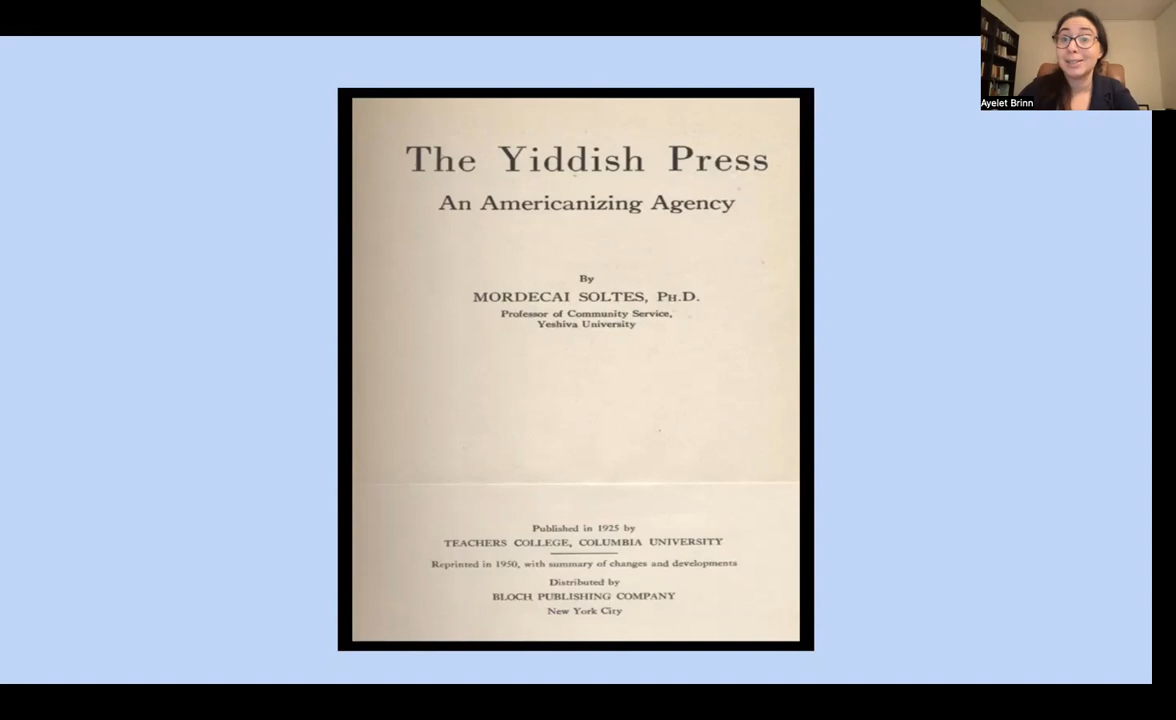 The Yiddish Press
An Americanizing Agency
By
MORDECAI SOLTES, PH.D.
Professor of Community Service,
Yeshiva University
Published in 1925 by
TEACHERS COLLEGE, COLUMBIA UNIVERSITY
Reprinted in 1950, with summary of changes and developments
Distributed by
BLOCH PUBLISHING COMPANY
New York City
Ayelet Brinn